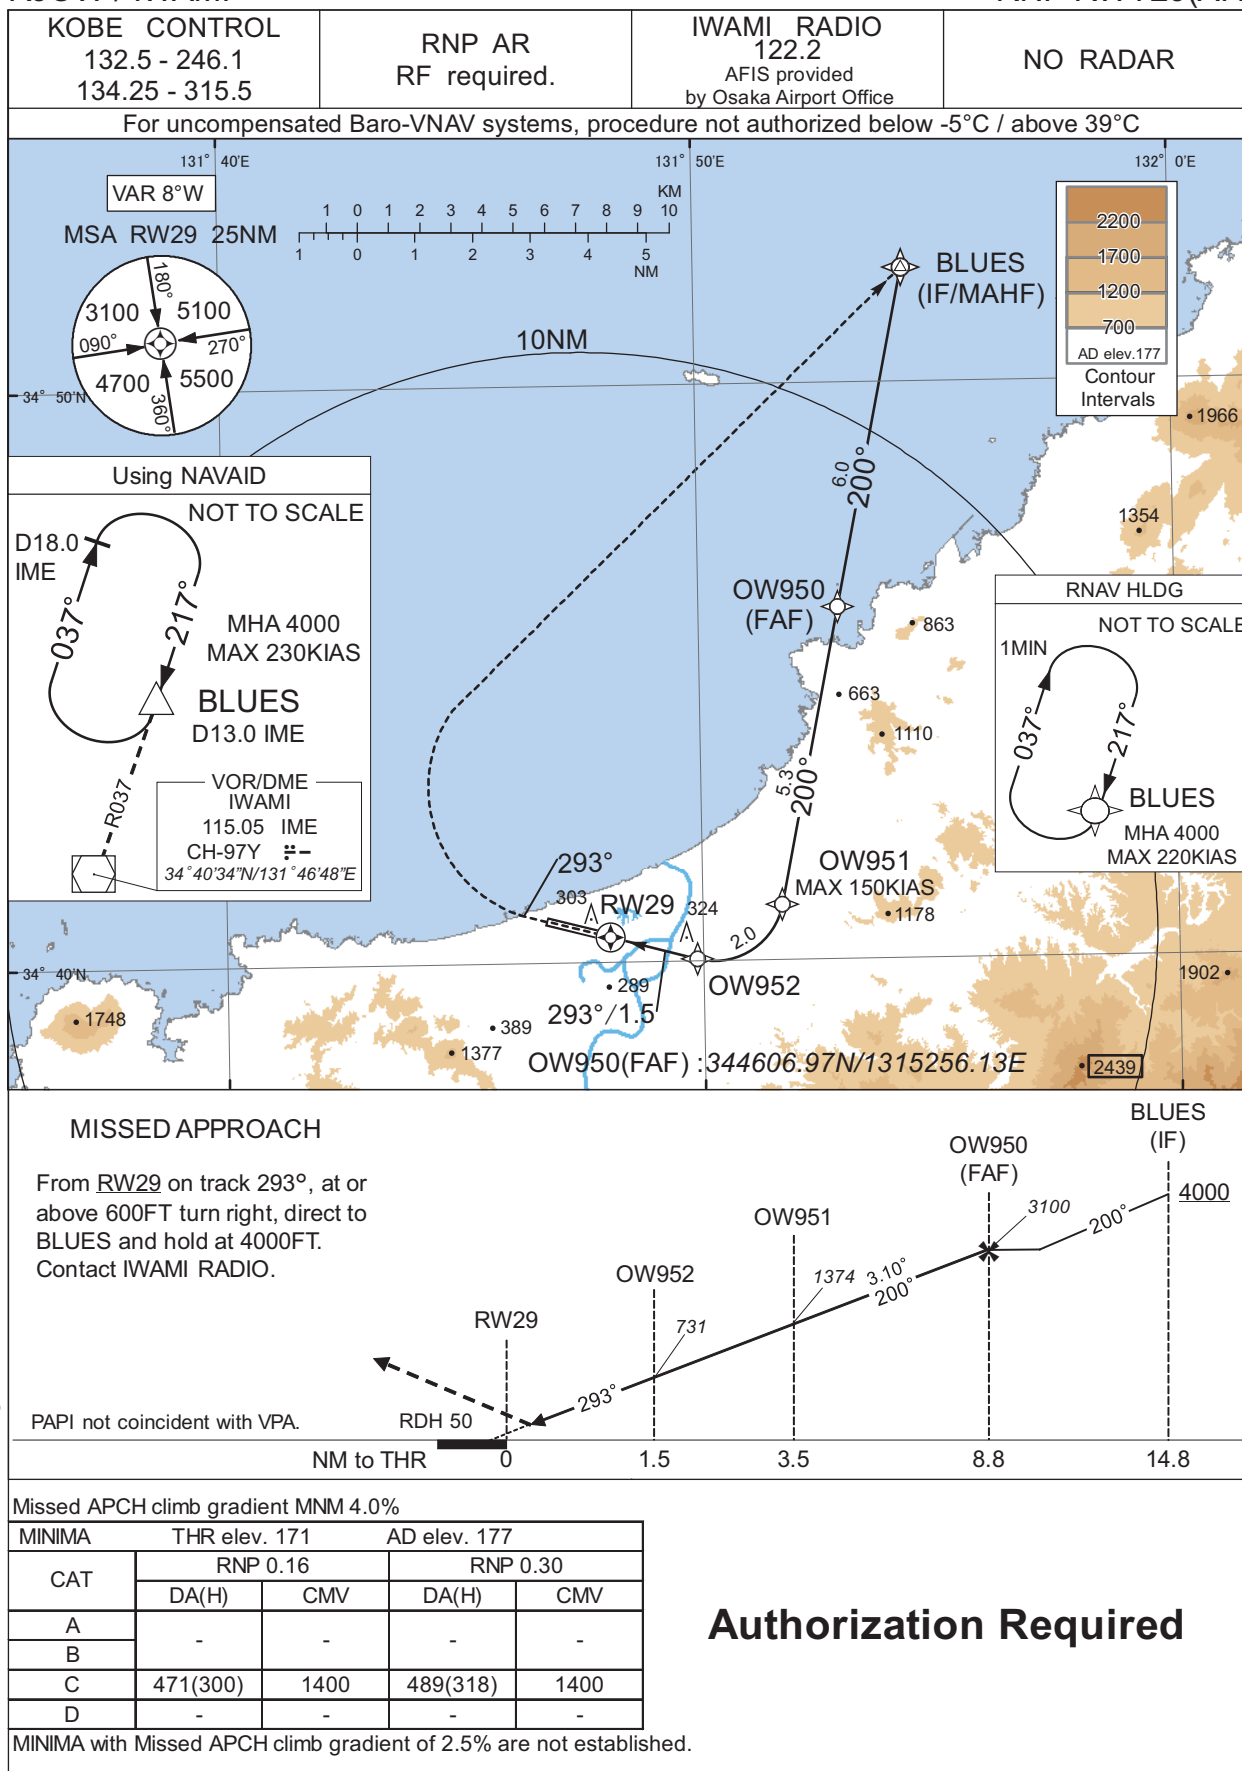 KOBE CONTROL
132.5 - 246.1
134.25 - 315.5
RNP AR
RF required.
IWAMI RADIO
122.2
AFIS provided
by Osaka Airport Office
NO RADAR
For uncompensated Baro-VNAV systems, procedure not authorized below -5°C / above 39°C
131° 40'E
131° 50'E
132° 0'E
VAR 8°W
MSA RW29 25NM
KM
1 0 1 2 3 4 5 6 7 8 9 10
1 0 1 2 3 4 5
NM
180°
3100 5100
090° 270°
4700 5500
360°
2200
1700
1200
700
AD elev.177
Contour
Intervals
BLUES
(IF/MAHF)
10NM
34° 50'N
1966
6.0
200°
1354
Using NAVAID
NOT TO SCALE
D18.0
IME
037°
217°
MHA 4000
MAX 230KIAS
BLUES
D13.0 IME
R037
VOR/DME
IWAMI
115.05 IME
CH-97Y
34°40'34"N/131°46'48"E
OW950
(FAF)
863
663
1110
RNAV HLDG
NOT TO SCALE
1MIN
037°
217°
BLUES
MHA 4000
MAX 220KIAS
5.3
200°
OW951
MAX 150KIAS
1178
293°
303
RW29
324
2.0
OW952
34° 40'N
1902
289
293°/1.5
389
1748
1377
OW950(FAF) :344606.97N/1315256.13E
2439
MISSED APPROACH
From RW29 on track 293°, at or
above 600FT turn right, direct to
BLUES and hold at 4000FT.
Contact IWAMI RADIO.
BLUES
(IF)
OW950
(FAF)
4000
3100
200°
OW951
1374
3.10°
200°
OW952
731
RW29
293°
PAPI not coincident with VPA.
RDH 50
NM to THR 0 1.5 3.5 8.8 14.8
Missed APCH climb gradient MNM 4.0%
MINIMA THR elev. 171 AD elev. 177
CAT RNP 0.16 RNP 0.30
DA(H) CMV DA(H) CMV
A
B - - - -
C 471(300) 1400 489(318) 1400
D - - - -
MINIMA with Missed APCH climb gradient of 2.5% are not established.
Authorization Required